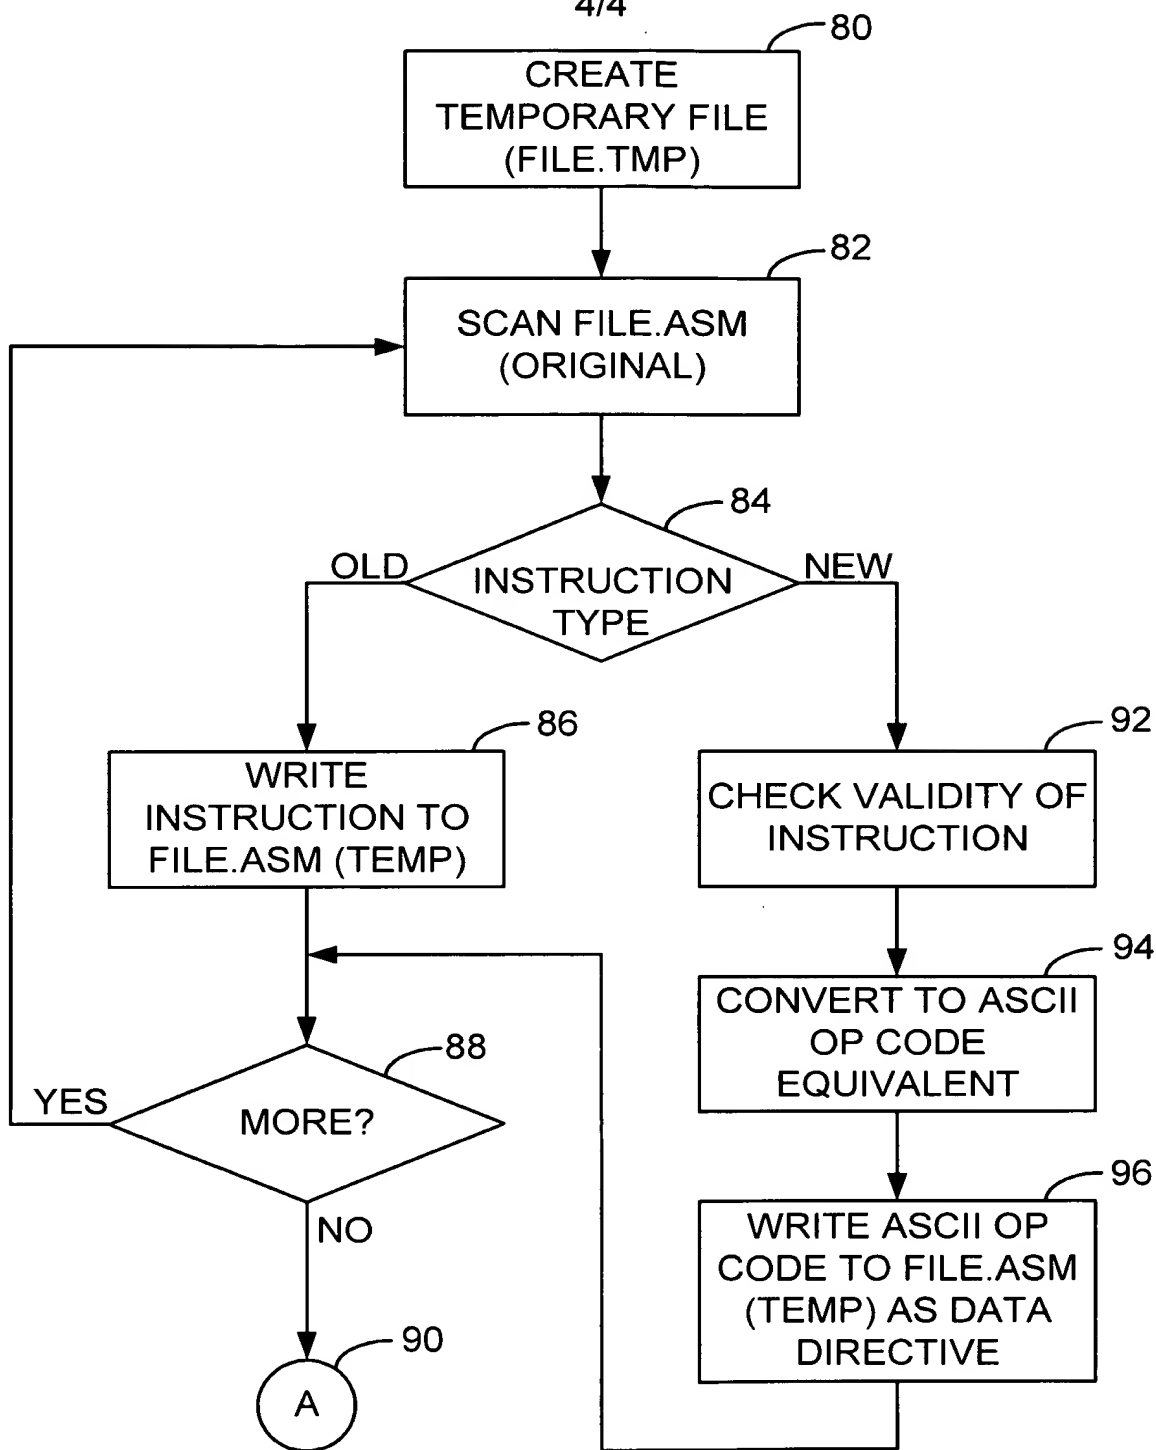 4/4
80
CREATE
TEMPORARY FILE
(FILE.TMP)
82
SCAN FILE.ASM
(ORIGINAL)
84
OLD
INSTRUCTION
TYPE
NEW
86
WRITE
INSTRUCTION TO
FILE.ASM (TEMP)
92
CHECK VALIDITY OF
INSTRUCTION
94
CONVERT TO ASCII
OP CODE
EQUIVALENT
88
YES
MORE?
NO
96
WRITE ASCII OP
CODE TO FILE.ASM
(TEMP) AS DATA
DIRECTIVE
90
A